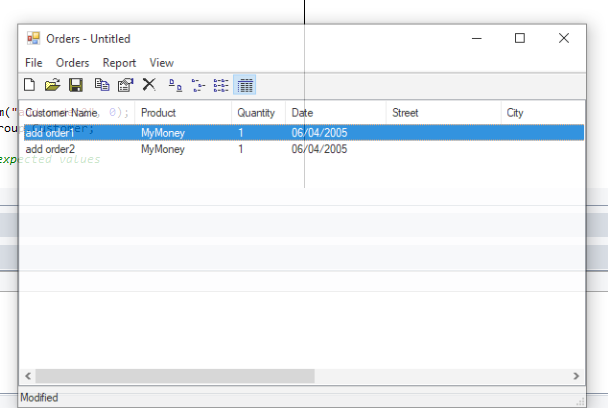 Orders - Untitled
File Orders Report View
Customer Name Product Quantity Date Street City
add order1 MyMoney 1 06/04/2005
add order2 MyMoney 1 06/04/2005
expected values
Modified